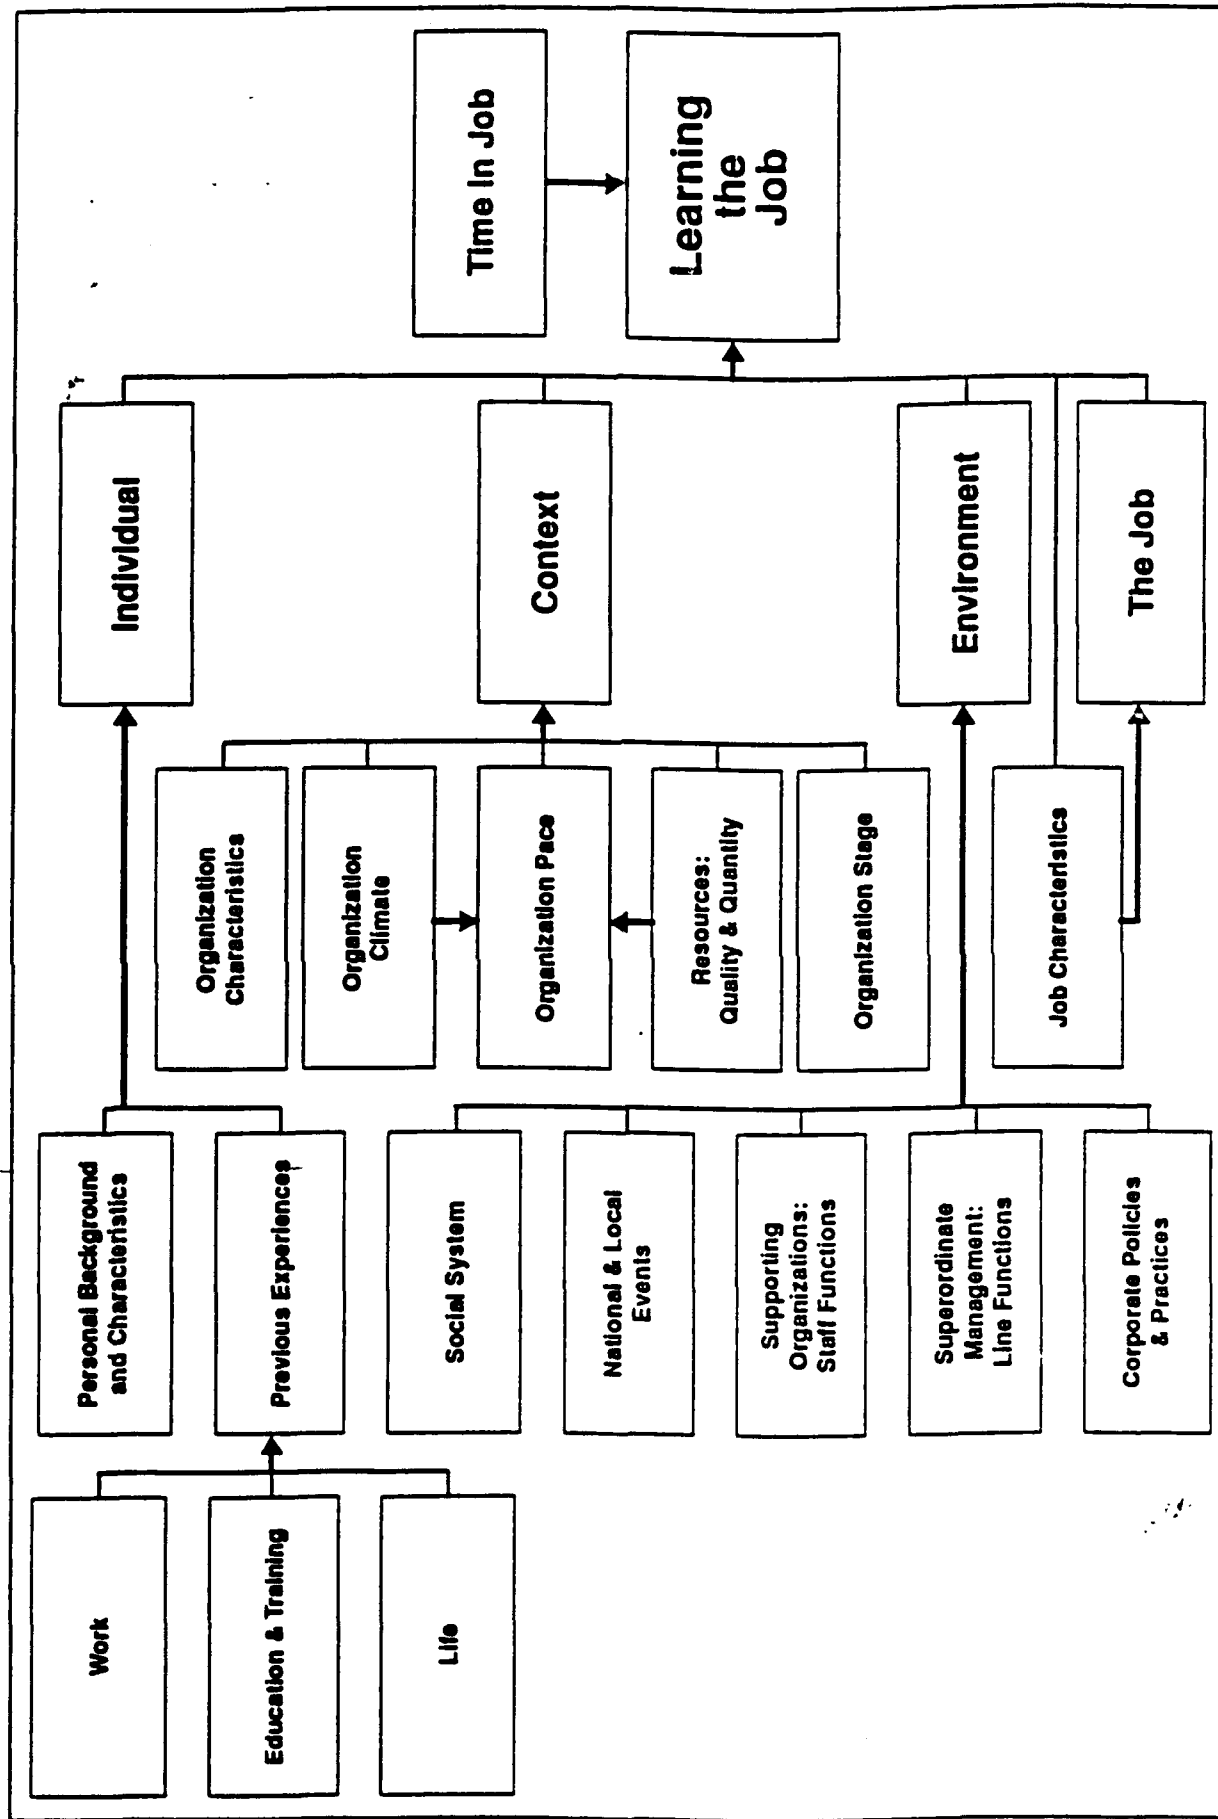 Work
Education & Training
Life
Personal Background
and Characteristics
Previous Experiences
Social System
National & Local
Events
Supporting
Organizations:
Staff Functions
Superordinate
Management:
Line Functions
Corporate Policies
& Practices
Organization
Characteristics
Organization
Climate
Organization Pace
Resources:
Quality & Quantity
Organization Stage
Job Characteristics
Individual
Context
Environment
The Job
Time In Job
Learning
the
Job